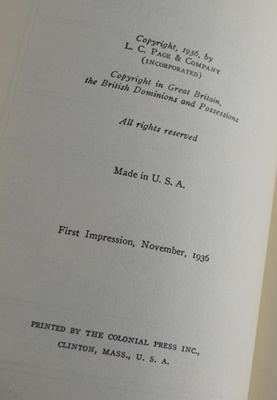 Copyright, 1936, by
L. C. PAGE & COMPANY
(INCORPORATED)
Copyright in Great Britain,
the British Dominions and Possessions
All rights reserved
Made in U. S. A.
First Impression, November, 1936
PRINTED BY THE COLONIAL PRESS INC.,
CLINTON, MASS., U. S. A.